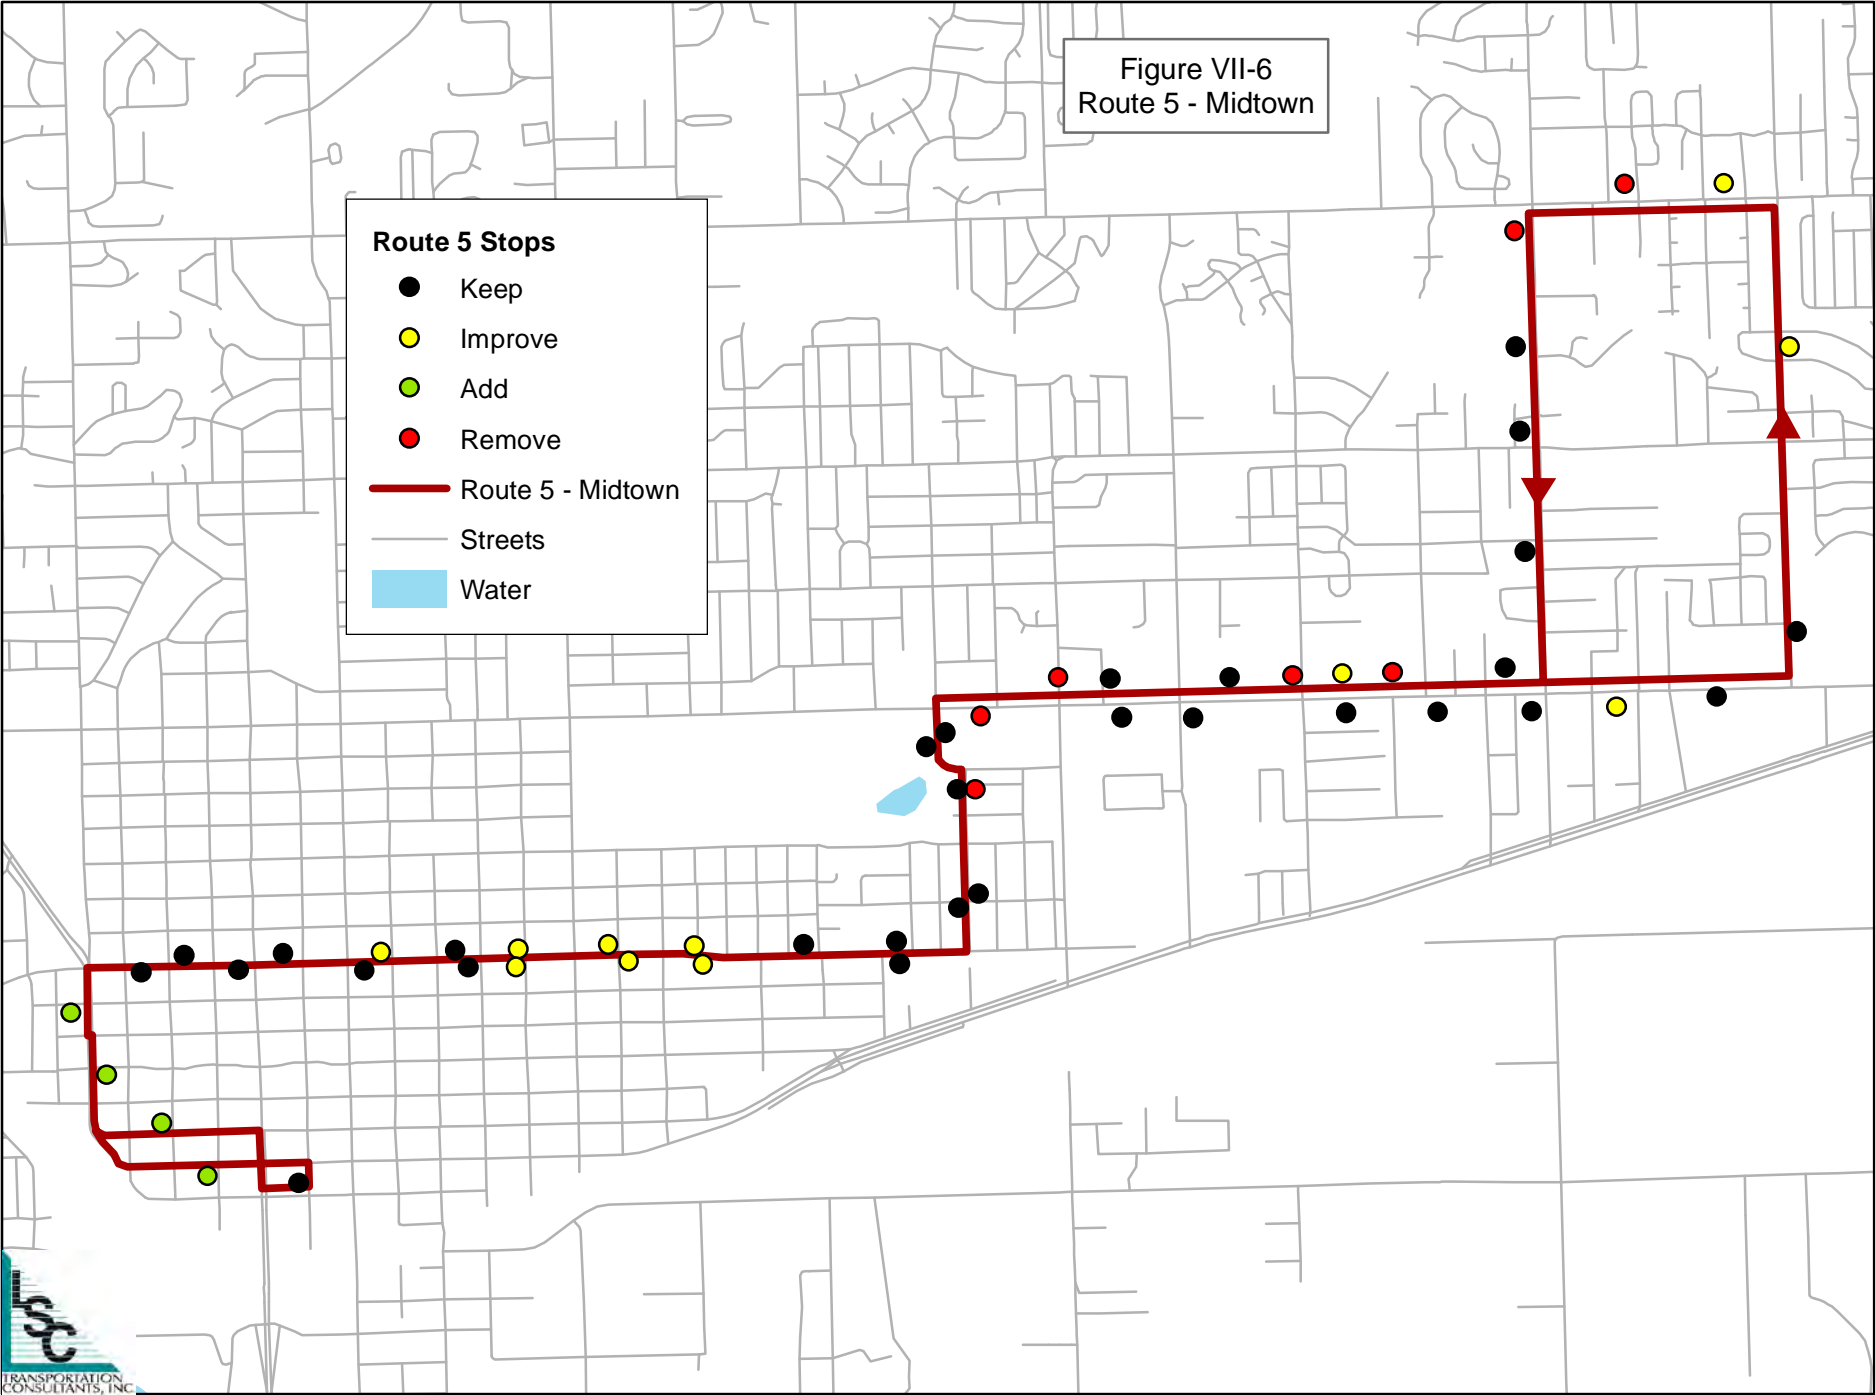 Figure VII-6
Route 5 - Midtown
Route 5 Stops
Keep
Improve
Add
Remove
Route 5 - Midtown
Streets
Water
LSC
TRANSPORTATION
CONSULTANTS, INC